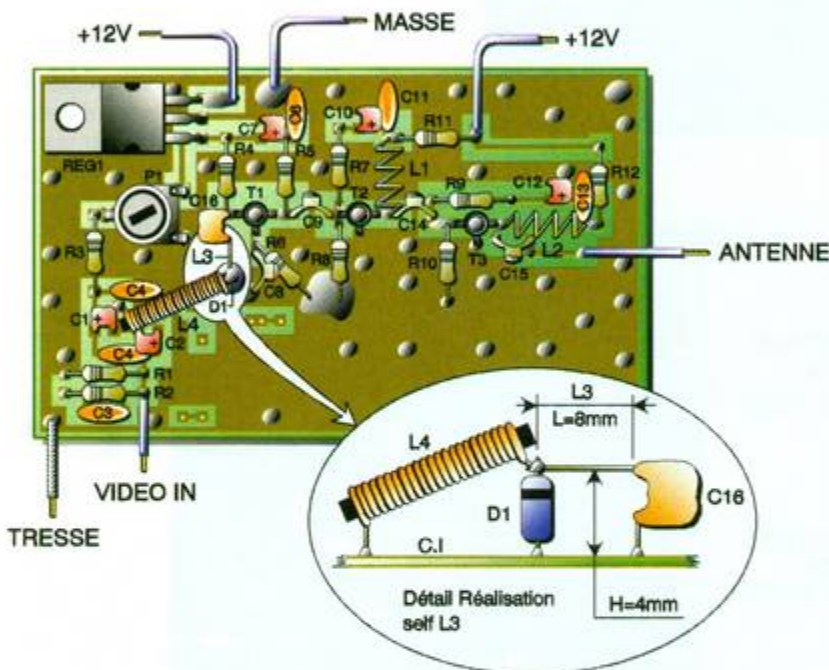 +12V
MASSE
+12V
REG1
C7
C6
C10
C11
R11
P1
R4
R5
R7
L1
R12
C16
T1
C9
T2
R9
C12
C13
C14
R3
L3
R6
R8
R10
T3
C15
L2
ANTENNE
C8
C4
D1
C1
L4
C4
C2
R1
R2
C3
VIDEO IN
TRESSE
L3
L=8mm
L4
D1
C16
C.I
Détail Réalisation
self L3
H=4mm